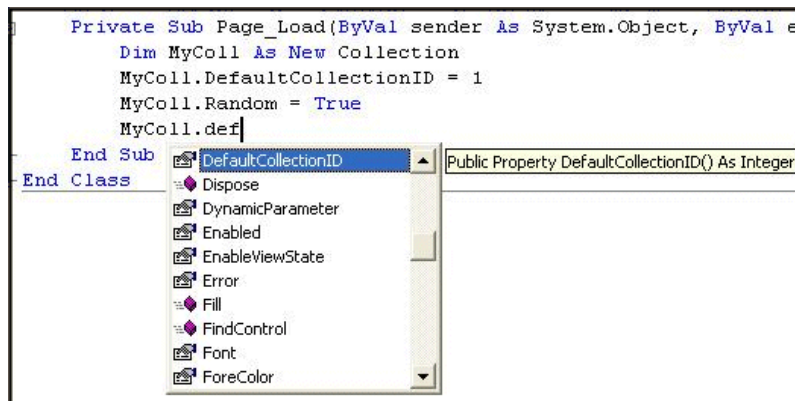 Private Sub Page_Load(ByVal sender As System.Object, ByVal e
Dim MyColl As New Collection
MyColl.DefaultCollectionID = 1
MyColl.Random = True
MyColl.def
End Sub
End Class
DefaultCollectionID
Public Property DefaultCollectionID() As Integer
Dispose
DynamicParameter
Enabled
EnableViewState
Error
Fill
FindControl
Font
ForeColor